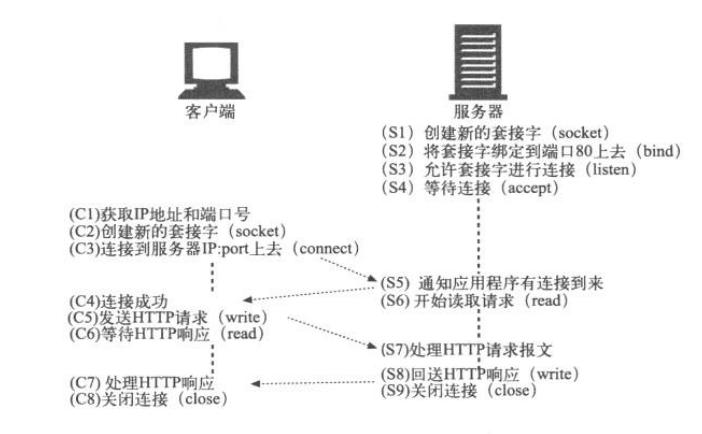 客户端
服务器
(S1) 创建新的套接字 (socket)
(S2) 将套接字绑定到端口80上去 (bind)
(S3) 允许套接字进行连接 (listen)
(S4) 等待连接 (accept)
(C1)获取IP地址和端口号
(C2)创建新的套接字 (socket)
(C3)连接到服务器IP:port上去 (connect)
(S5) 通知应用程序有连接到来
(S6) 开始读取请求 (read)
(C4)连接成功
(C5)发送HTTP请求 (write)
(C6)等待HTTP响应 (read)
(S7)处理HTTP请求报文
(S8)回送HTTP响应 (write)
(S9)关闭连接 (close)
(C7) 处理HTTP响应
(C8)关闭连接 (close)